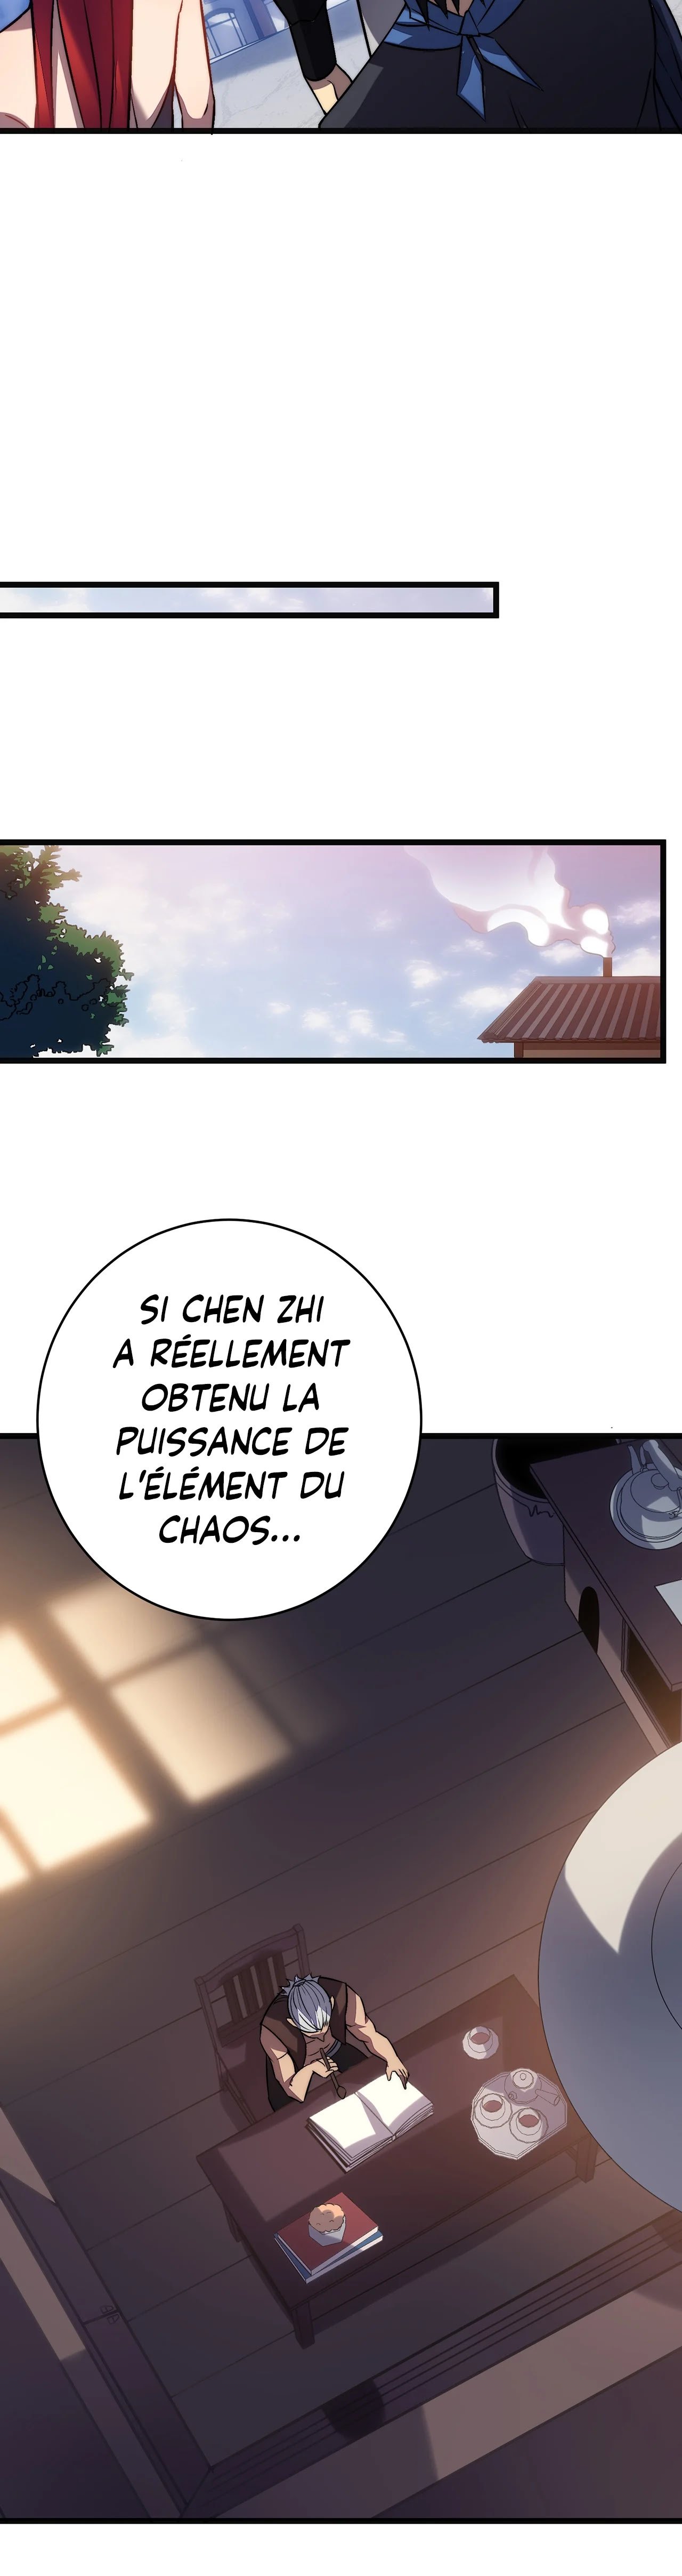 SI CHEN ZHI
A RÉELLEMENT
OBTENU LA
PUISSANCE DE
L'ÉLÉMENT DU
CHAOS...